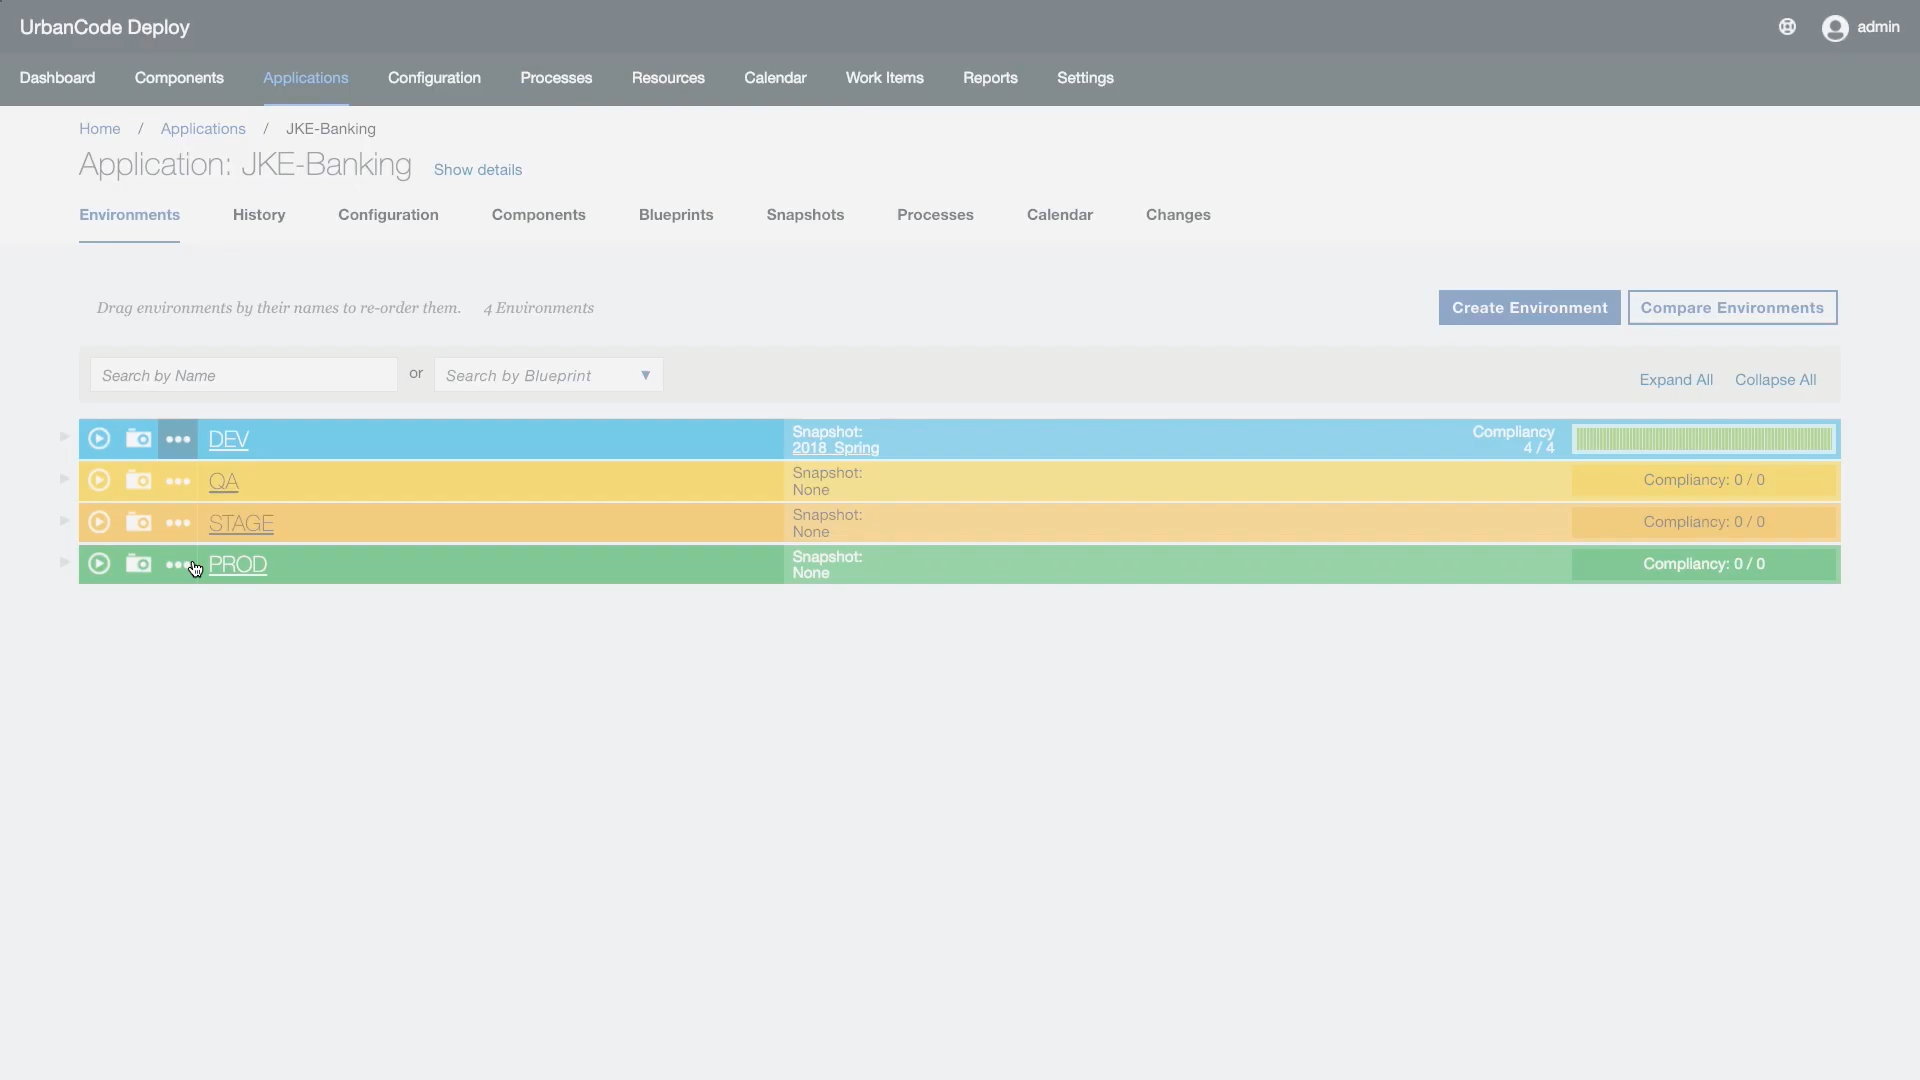 UrbanCode Deploy
admin
Dashboard Components Applications Configuration Processes Resources Calendar Work Items Reports Settings
Home / Applications / JKE-Banking
Application: JKE-Banking Show details
Environments History Configuration Components Blueprints Snapshots Processes Calendar Changes
Drag environments by their names to re-order them. 4 Environments
Create Environment Compare Environments
Search by Name or Search by Blueprint
Expand All Collapse All
DEV
Snapshot:
2018_Spring
Compliancy
4 / 4
QA
Snapshot:
None
Compliancy: 0 / 0
STAGE
Snapshot:
None
Compliancy: 0 / 0
PROD
Snapshot:
None
Compliancy: 0 / 0